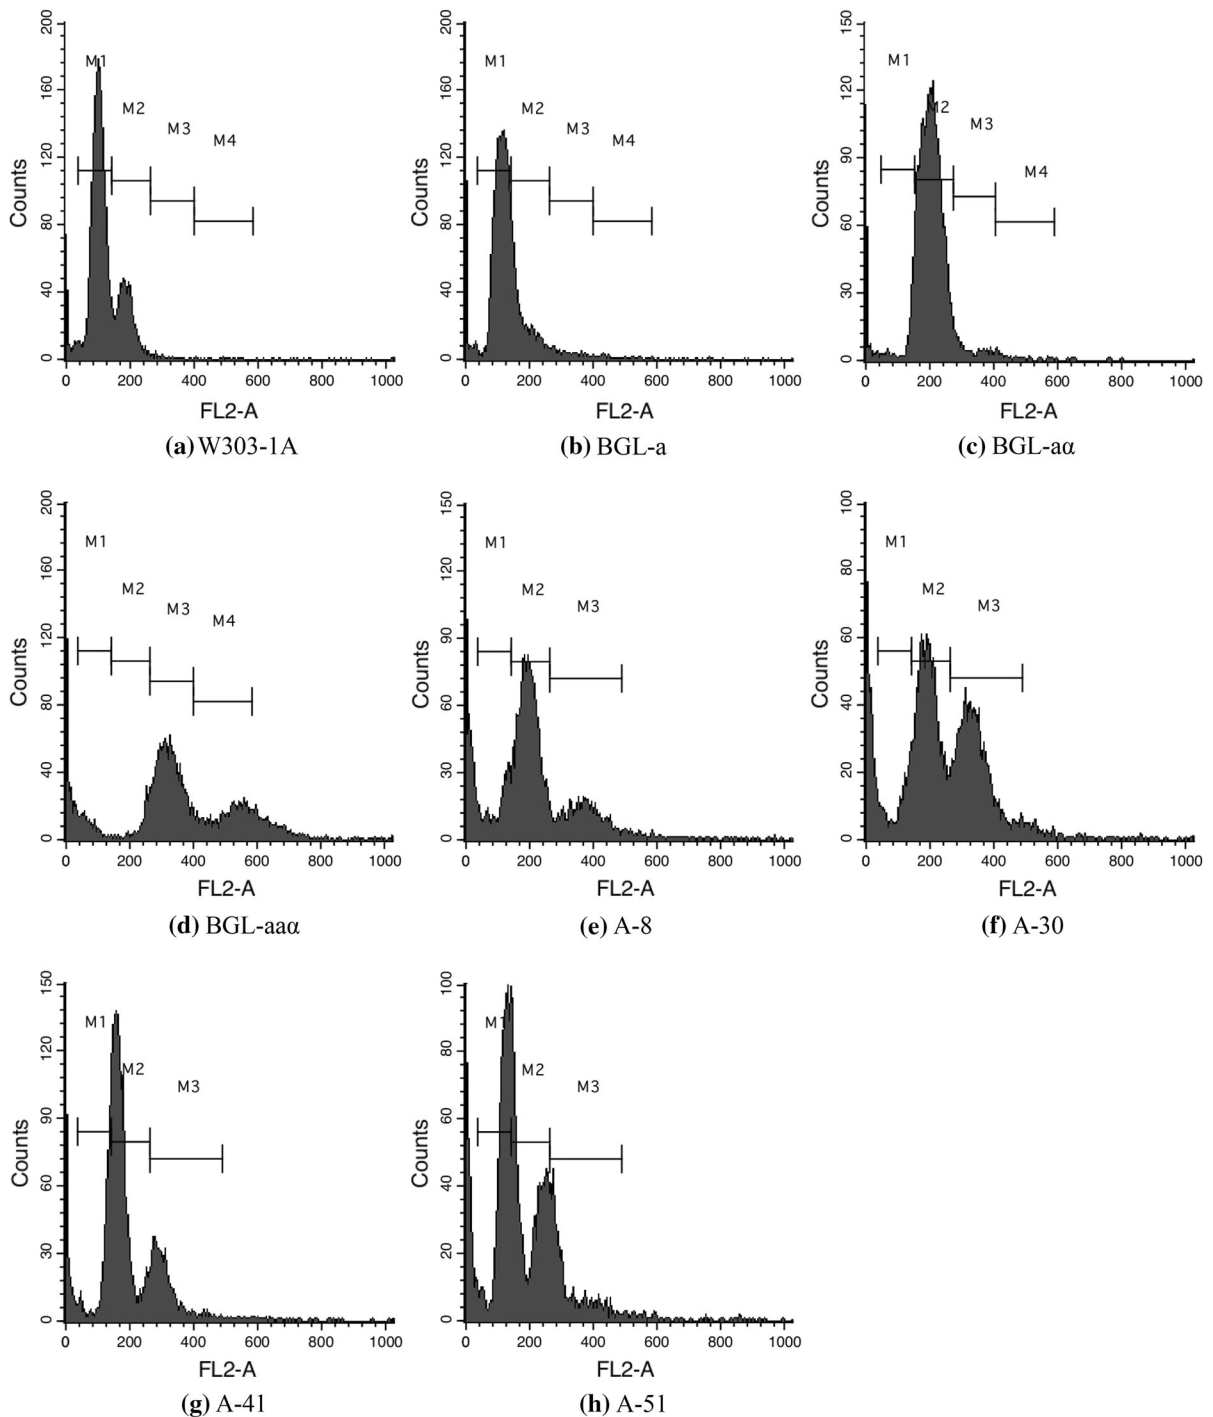 200
160
120
80
40
0
Counts
M1
M2
M3
M4
0 200 400 600 800 1000
FL2-A
(a) W303-1A
200
160
120
80
40
0
Counts
M1
M2
M3
M4
0 200 400 600 800 1000
FL2-A
(b) BGL-a
150
120
90
60
30
0
Counts
M1
M2
M3
M4
0 200 400 600 800 1000
FL2-A
(c) BGL-aα
200
160
120
80
40
0
Counts
M1
M2
M3
M4
0 200 400 600 800 1000
FL2-A
(d) BGL-aaα
150
120
90
60
30
0
Counts
M1
M2
M3
0 200 400 600 800 1000
FL2-A
(e) A-8
100
80
60
40
20
0
Counts
M1
M2
M3
0 200 400 600 800 1000
FL2-A
(f) A-30
150
120
90
60
30
0
Counts
M1
M2
M3
0 200 400 600 800 1000
FL2-A
(g) A-41
100
80
60
40
20
0
Counts
M1
M2
M3
0 200 400 600 800 1000
FL2-A
(h) A-51